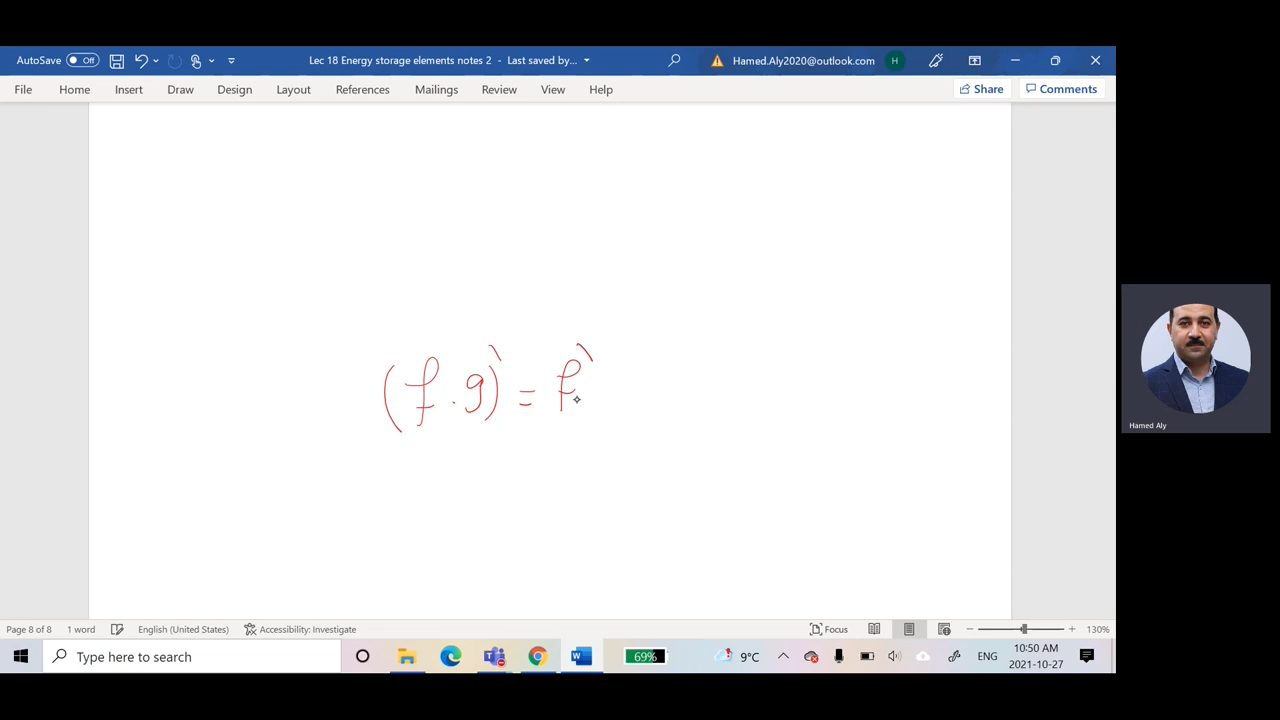 AutoSave Off Lec 18 Energy storage elements notes 2 - Last saved by... Hamed.Aly2020@outlook.com H
File Home Insert Draw Design Layout References Mailings Review View Help Share Comments
(f . g)` = f`
Hamed Aly
Page 8 of 8 1 word English (United States) Accessibility: Investigate Focus 130%
Type here to search 69% 9°C ENG 10:50 AM
2021-10-27